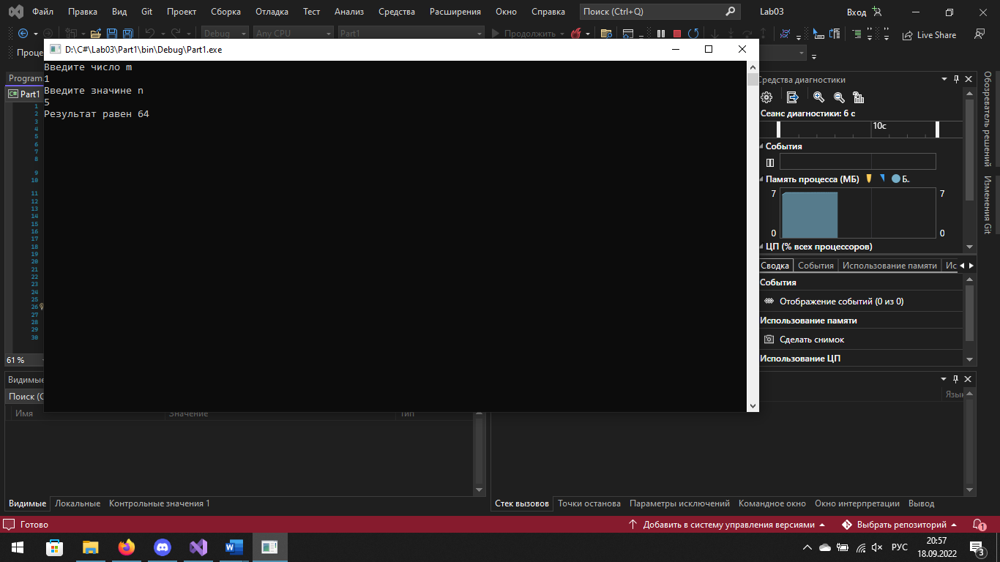 Файл Правка Вид Git Проект Сборка Отладка Тест Анализ Средства Расширения Окно Справка Поиск (Ctrl+Q) Lab03 Вход
Debug Any CPU Part1 Продолжить Live Share
Проце
D:\C#\Lab03\Part1\bin\Debug\Part1.exe
Введите число m
1
Введите значине n
5
Результат равен 64
Program
C# Part1
1
2
3
4
5
6
7
8
9
10
11
12
13
14
15
16
17
18
19
20
21
22
23
24
25
26
27
28
29
30
61 %
Средства диагностики
Сеанс диагностики: 6 с
10с
События
Память процесса (МБ) Б..
7 7
0 0
ЦП (% всех процессоров)
Сводка События Использование памяти Ис
События
Отображение событий (0 из 0)
Использование памяти
Сделать снимок
Использование ЦП
Обозреватель решений
Изменения Git
Видимые
Поиск (C
Имя Значение Тип
Язык
Видимые Локальные Контрольные значения 1
Стек вызовов Точки останова Параметры исключений Командное окно Окно интерпретации Вывод
Готово Добавить в систему управления версиями Выбрать репозиторий 1
W РУС 20:57
18.09.2022 3